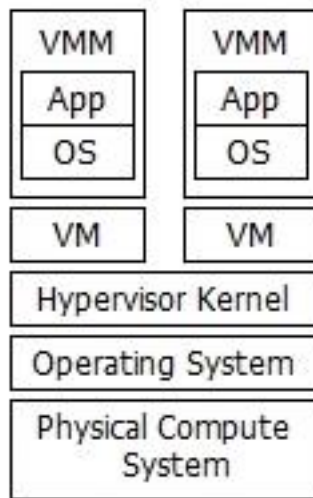 VMM VMM
App App
OS OS
VM VM
Hypervisor Kernel
Operating System
Physical Compute
System